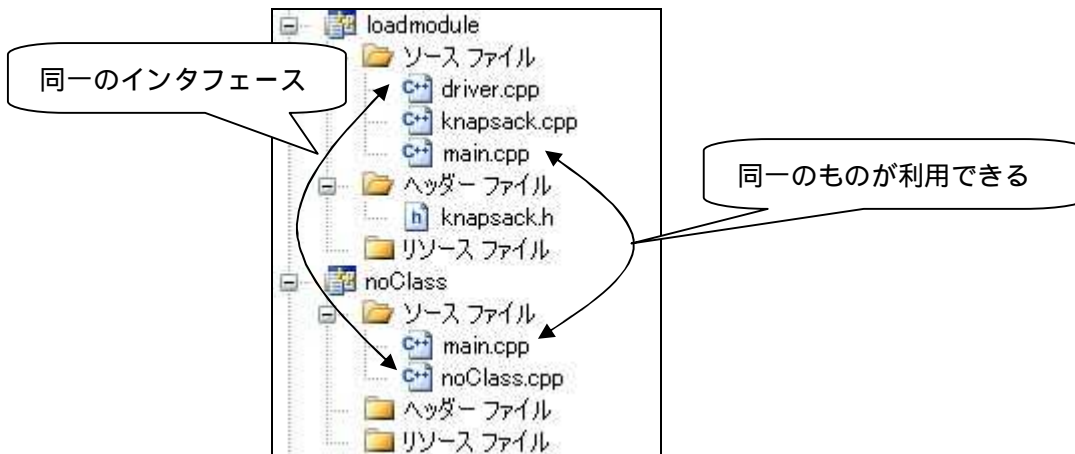 loadmodule
ソース ファイル
同一のインタフェース
driver.cpp
knapsack.cpp
main.cpp
同一のものが利用できる
ヘッダー ファイル
knapsack.h
リソース ファイル
noClass
ソース ファイル
main.cpp
noClass.cpp
ヘッダー ファイル
リソース ファイル